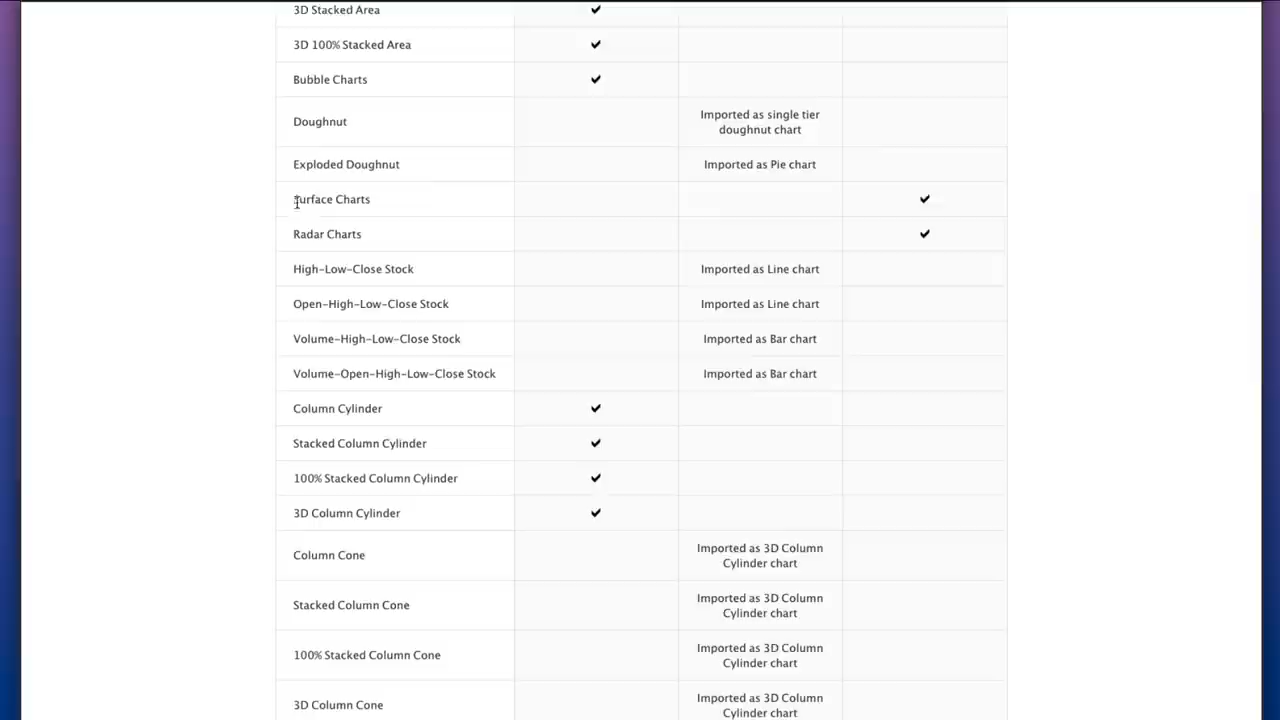 3D Stacked Area ✔
3D 100% Stacked Area ✔
Bubble Charts ✔
Doughnut
Imported as single tier
doughnut chart
Exploded Doughnut Imported as Pie chart
Surface Charts ✔
Radar Charts ✔
High-Low-Close Stock Imported as Line chart
Open-High-Low-Close Stock Imported as Line chart
Volume-High-Low-Close Stock Imported as Bar chart
Volume-Open-High-Low-Close Stock Imported as Bar chart
Column Cylinder ✔
Stacked Column Cylinder ✔
100% Stacked Column Cylinder ✔
3D Column Cylinder ✔
Column Cone
Imported as 3D Column
Cylinder chart
Stacked Column Cone
Imported as 3D Column
Cylinder chart
100% Stacked Column Cone
Imported as 3D Column
Cylinder chart
3D Column Cone
Imported as 3D Column
Cylinder chart